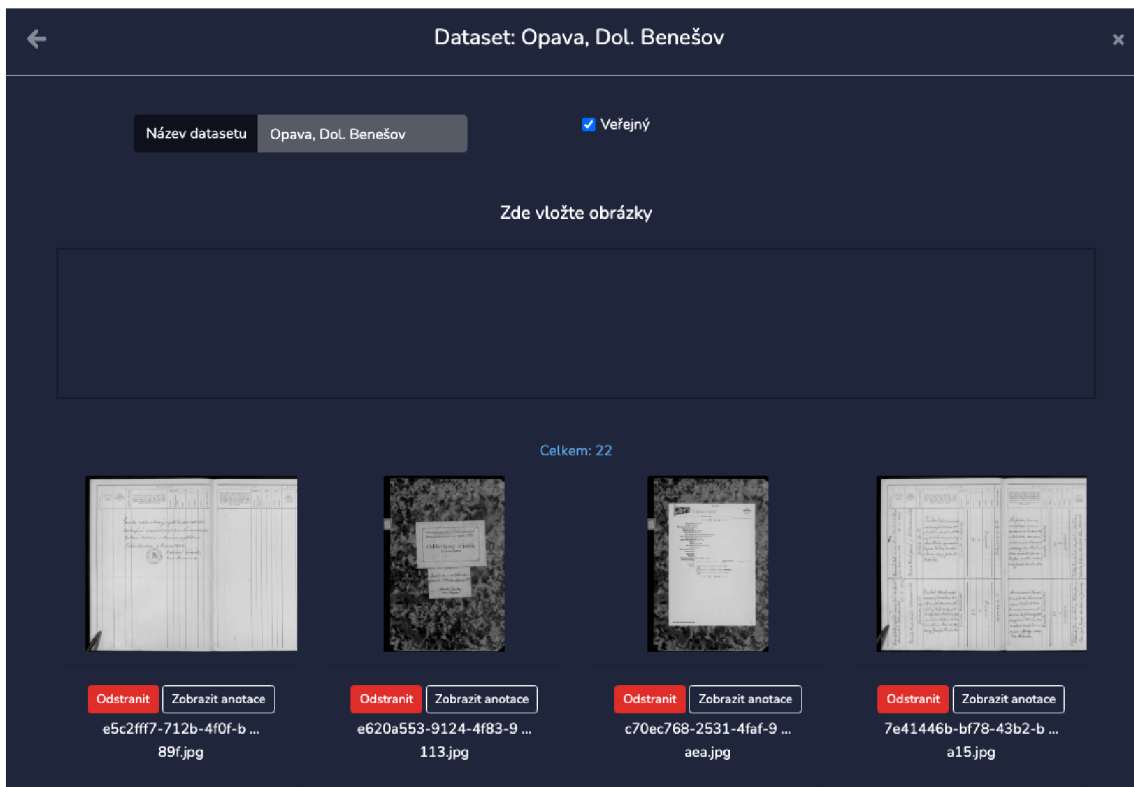 Dataset: Opava, Dol. Benešov
Název datasetu Opava, Dol. Benešov
Veřejný
Zde vložte obrázky
Celkem: 22
Odstranit Zobrazit anotace Odstranit Zobrazit anotace Odstranit Zobrazit anotace Odstranit Zobrazit anotace
e5c2fff7-712b-4f0f-b ... e620a553-9124-4f83-9 ... c70ec768-2531-4faf-9 ... 7e41446b-bf78-43b2-b ...
89f.jpg 113.jpg aea.jpg a15.jpg